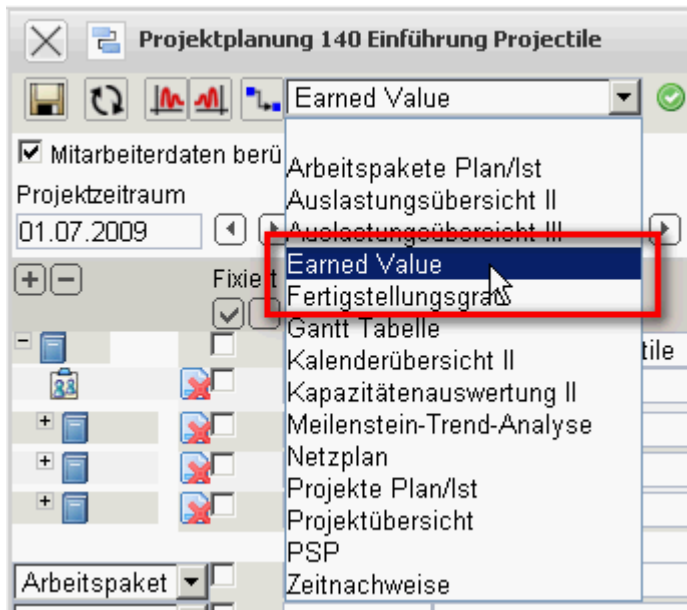 Projektplanung 140 Einführung Projectile
Earned Value
Mitarbeiterdaten berü
Projektzeitraum
01.07.2009
Fixiert
Arbeitspakete Plan/Ist
Auslastungsübersicht II
Auslastungsübersicht III
Earned Value
Fertigstellungsgrad
Gantt Tabelle
Kalenderübersicht II
Kapazitätenauswertung II
Meilenstein-Trend-Analyse
Netzplan
Projekte Plan/Ist
Projektübersicht
PSP
Zeitnachweise
tile
Arbeitspaket